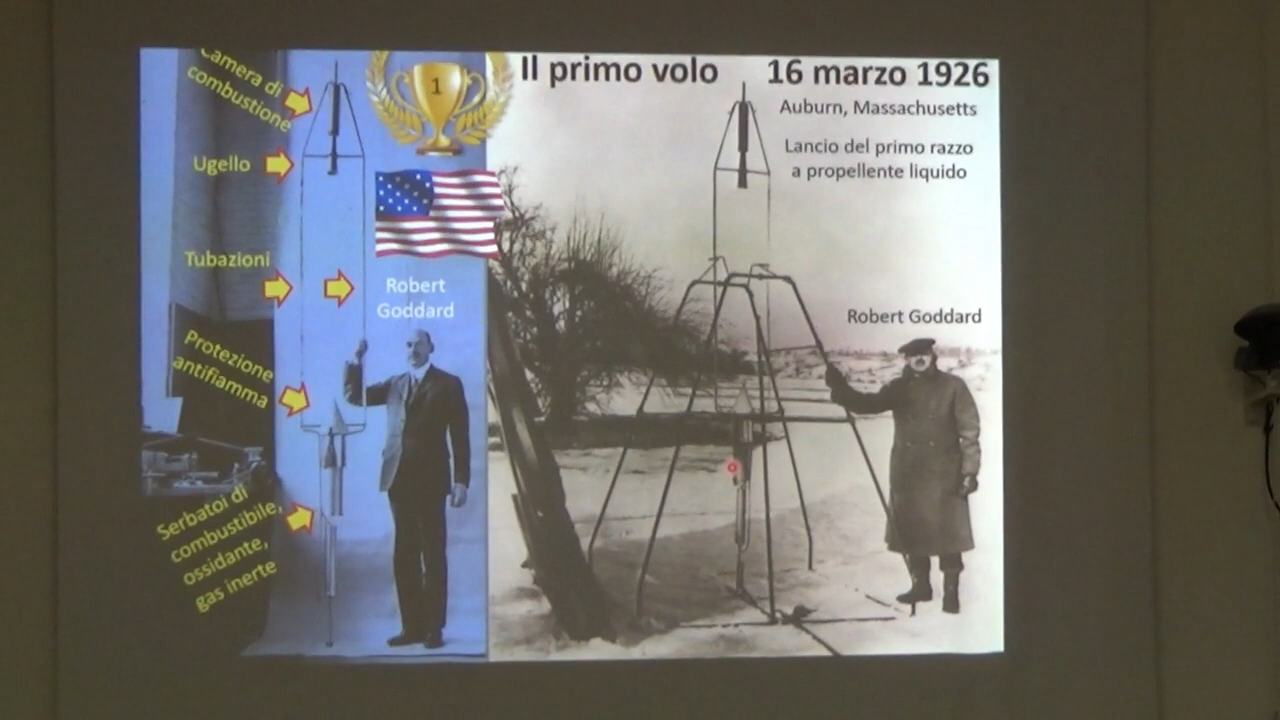 Camera di
combustione
Ugello
Tubazioni
Protezione
antifiamma
Serbatoi di
combustibile,
ossidante,
gas inerte
1
Robert
Goddard
Il primo volo
16 marzo 1926
Auburn, Massachusetts
Lancio del primo razzo
a propellente liquido
Robert Goddard